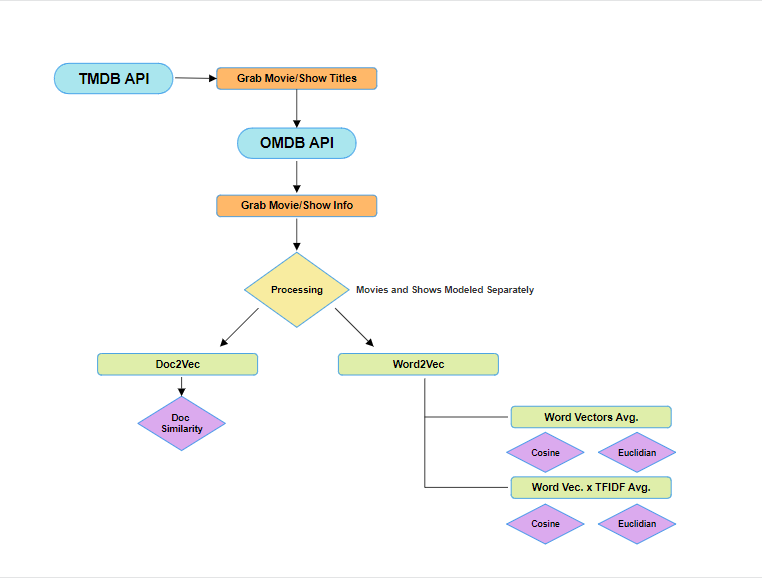 TMDB API
Grab Movie/Show Titles
OMDB API
Grab Movie/Show Info
Processing
Movies and Shows Modeled Separately
Doc2Vec
Word2Vec
Doc
Similarity
Word Vectors Avg.
Cosine
Euclidian
Word Vec. x TFIDF Avg.
Cosine
Euclidian